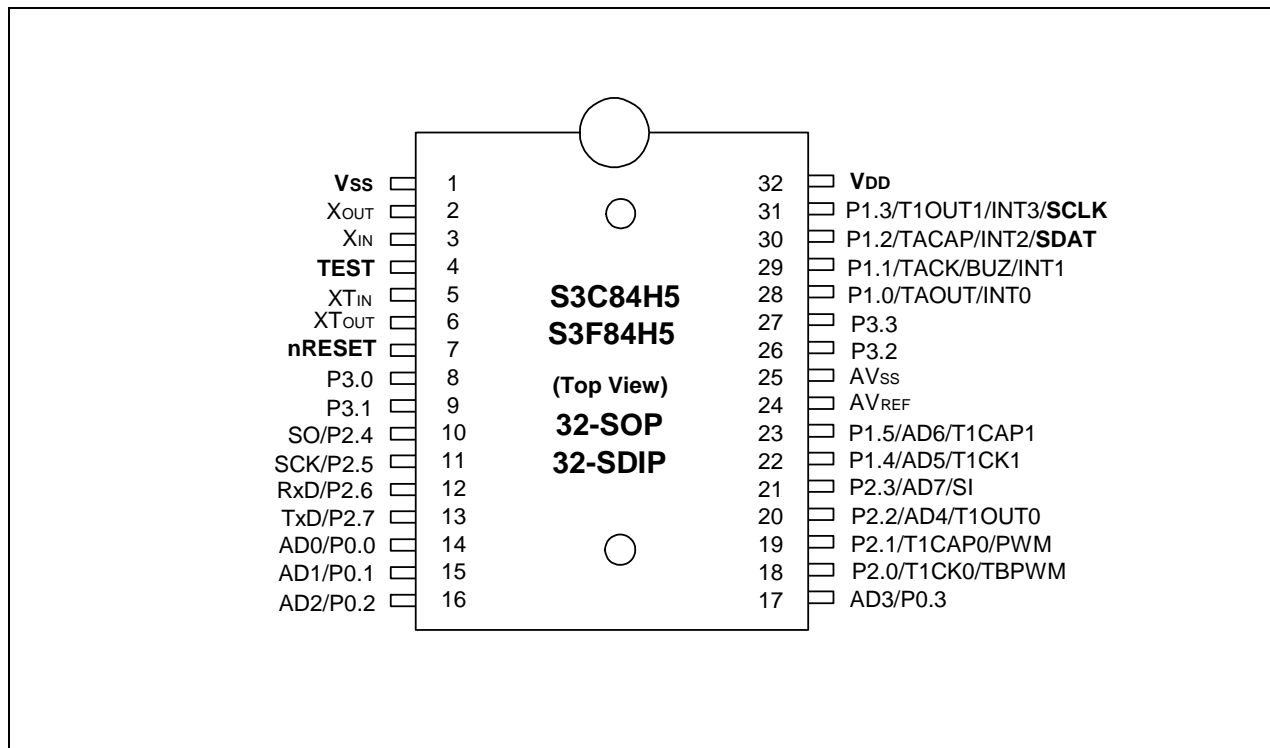 VSS 1
XOUT 2
XIN 3
TEST 4
XTIN 5
XTOUT 6
nRESET 7
P3.0 8
P3.1 9
SO/P2.4 10
SCK/P2.5 11
RxD/P2.6 12
TxD/P2.7 13
AD0/P0.0 14
AD1/P0.1 15
AD2/P0.2 16
S3C84H5
S3F84H5
(Top View)
32-SOP
32-SDIP
32 VDD
31 P1.3/T1OUT1/INT3/SCLK
30 P1.2/TACAP/INT2/SDAT
29 P1.1/TACK/BUZ/INT1
28 P1.0/TAOUT/INT0
27 P3.3
26 P3.2
25 AVSS
24 AVREF
23 P1.5/AD6/T1CAP1
22 P1.4/AD5/T1CK1
21 P2.3/AD7/SI
20 P2.2/AD4/T1OUT0
19 P2.1/T1CAP0/PWM
18 P2.0/T1CK0/TBPWM
17 AD3/P0.3